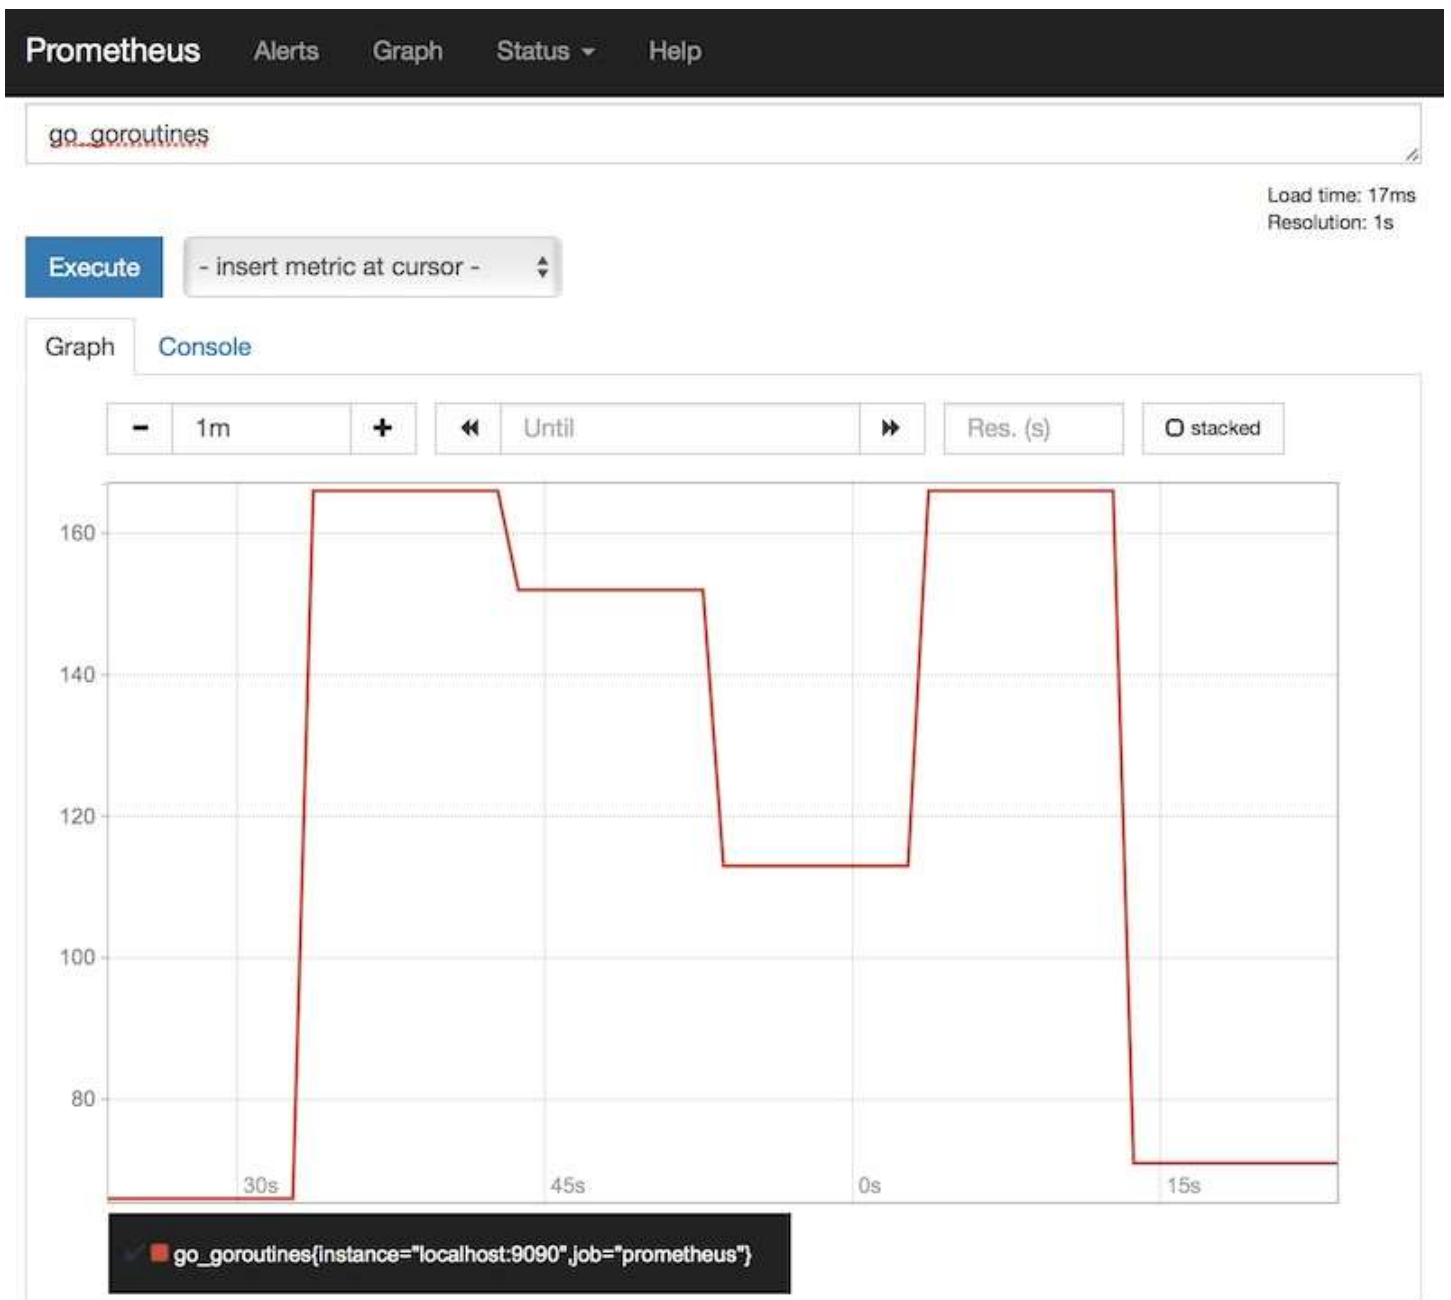 Prometheus Alerts Graph Status Help
go_goroutines
Load time: 17ms
Resolution: 1s
Execute - insert metric at cursor -
Graph Console
1m Until Res. (s) stacked
160
140
120
100
80
30s 45s 0s 15s
go_goroutines{instance="localhost:9090",job="prometheus"}